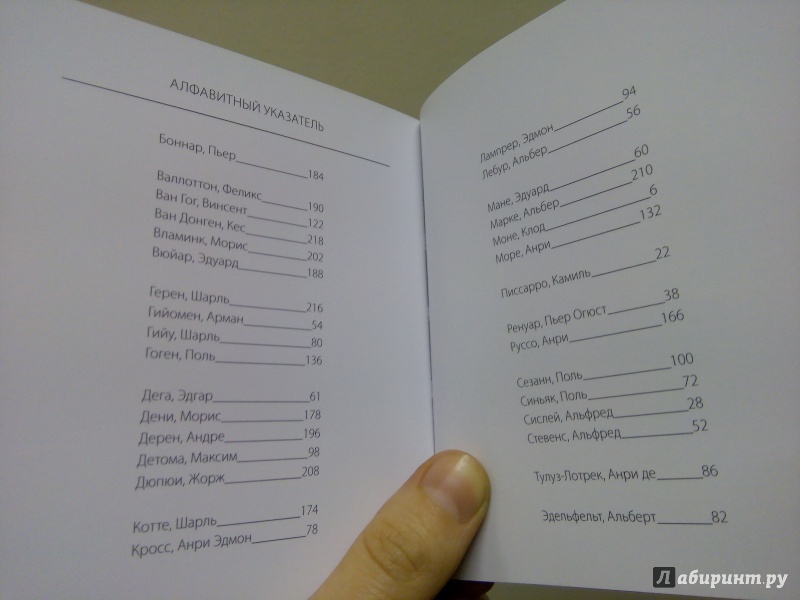 АЛФАВИТНЫЙ УКАЗАТЕЛЬ
Боннар, Пьер 184
Валлоттон, Феликс 190
Ван Гог, Винсент 122
Ван Донген, Кес 218
Вламинк, Морис 202
Вюйар, Эдуард 188
Герен, Шарль 216
Гийомен, Арман 54
Гийу, Шарль 80
Гоген, Поль 136
Дега, Эдгар 61
Дени, Морис 178
Дерен, Андре 196
Детома, Максим 98
Дюпюи, Жорж 208
Котте, Шарль 174
Кросс, Анри Эдмон 78
Лампрер, Эдмон 94
Лебур, Альбер 56
Мане, Эдуард 60
Марке, Альбер 210
Моне, Клод 6
Море, Анри 132
Писсарро, Камиль 22
Ренуар, Пьер Огюст 38
Руссо, Анри 166
Сезанн, Поль 100
Синьяк, Поль 72
Сислей, Альфред 28
Стевенс, Альфред 52
Тулуз-Лотрек, Анри де 86
Эдельфельт, Альберт 82
Лабиринт.ру